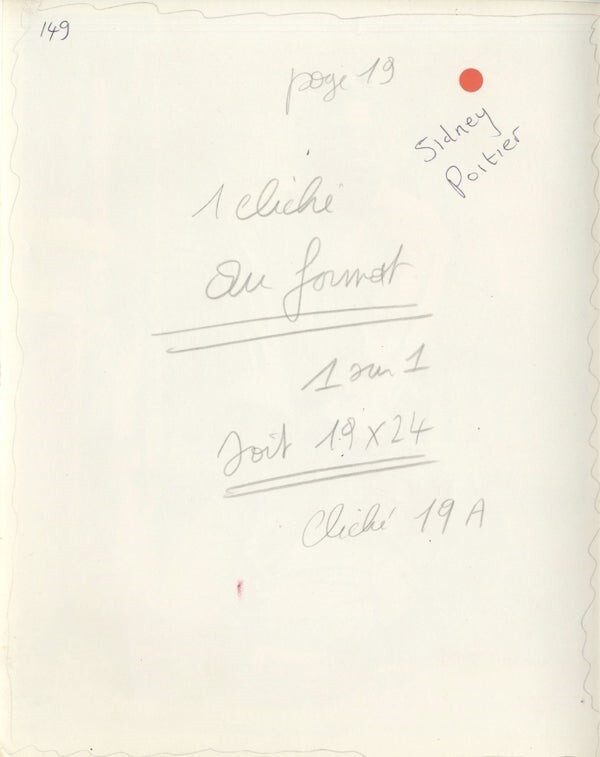 149
page 19
Sidney
Poitier
1 cliché
au format
1 sur 1
soit 19 x 24
Cliché 19 A